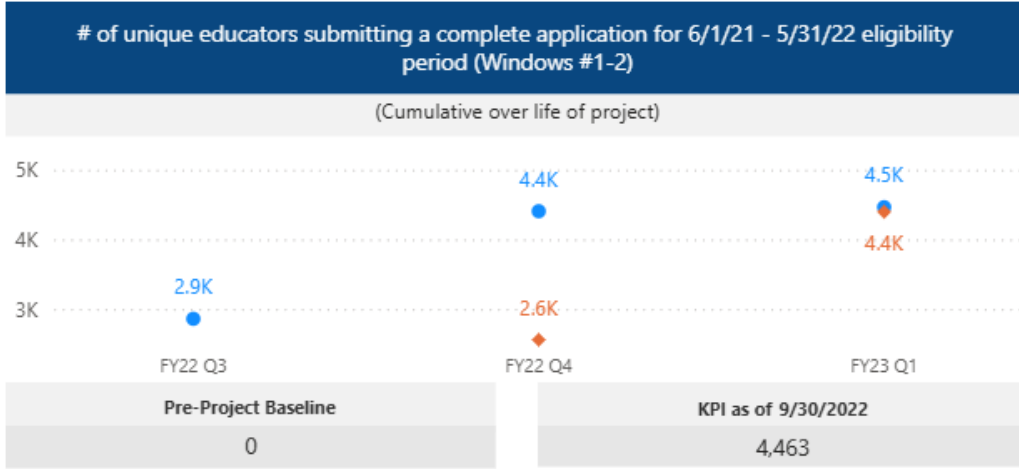 # of unique educators submitting a complete application for 6/1/21 - 5/31/22 eligibility
period (Windows #1-2)
(Cumulative over life of project)
5K
4.4K
4.5K
4K
4.4K
2.9K
3K
2.6K
FY22 Q3
FY22 Q4
FY23 Q1
Pre-Project Baseline
KPI as of 9/30/2022
0
4,463